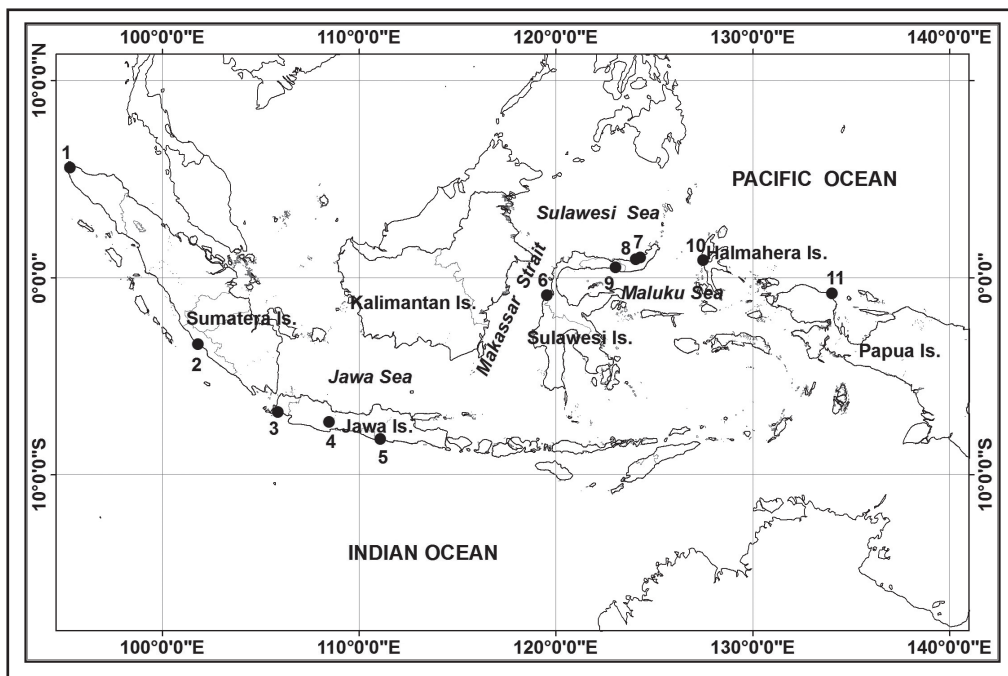 100°0'0"E 110°0'0"E 120°0'0"E 130°0'0"E 140°0'0"E
10°0'0"N
1
PACIFIC OCEAN
Sulawesi Sea
7
8
10
Halmahera Is.
0°0'0"
0°0'0"
9
6
11
Maluku Sea
Makassar Strait
Kalimantan Is.
Sumatera Is.
Sulawesi Is.
Papua Is.
2
Jawa Sea
3
4
Jawa Is.
5
10°0'0"S
10°0'0"S
INDIAN OCEAN
100°0'0"E 110°0'0"E 120°0'0"E 130°0'0"E 140°0'0"E